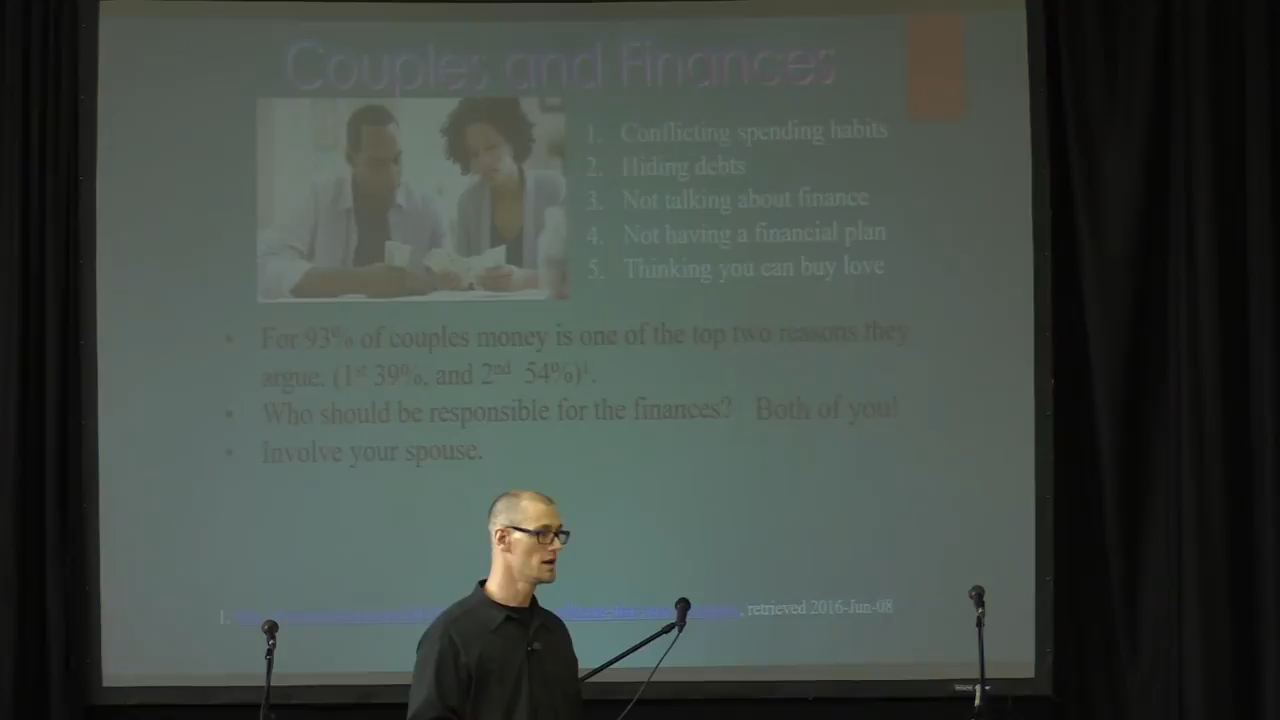 Couples and Finances
1. Conflicting spending habits
2. Hiding debts
3. Not talking about finance
4. Not having a financial plan
5. Thinking you can buy love
• For 93% of couples money is one of the top two reasons they
argue. (1st 39%, and 2nd 54%)1.
• Who should be responsible for the finances? Both of you!
• Involve your spouse.
1. , retrieved 2016-Jun-08